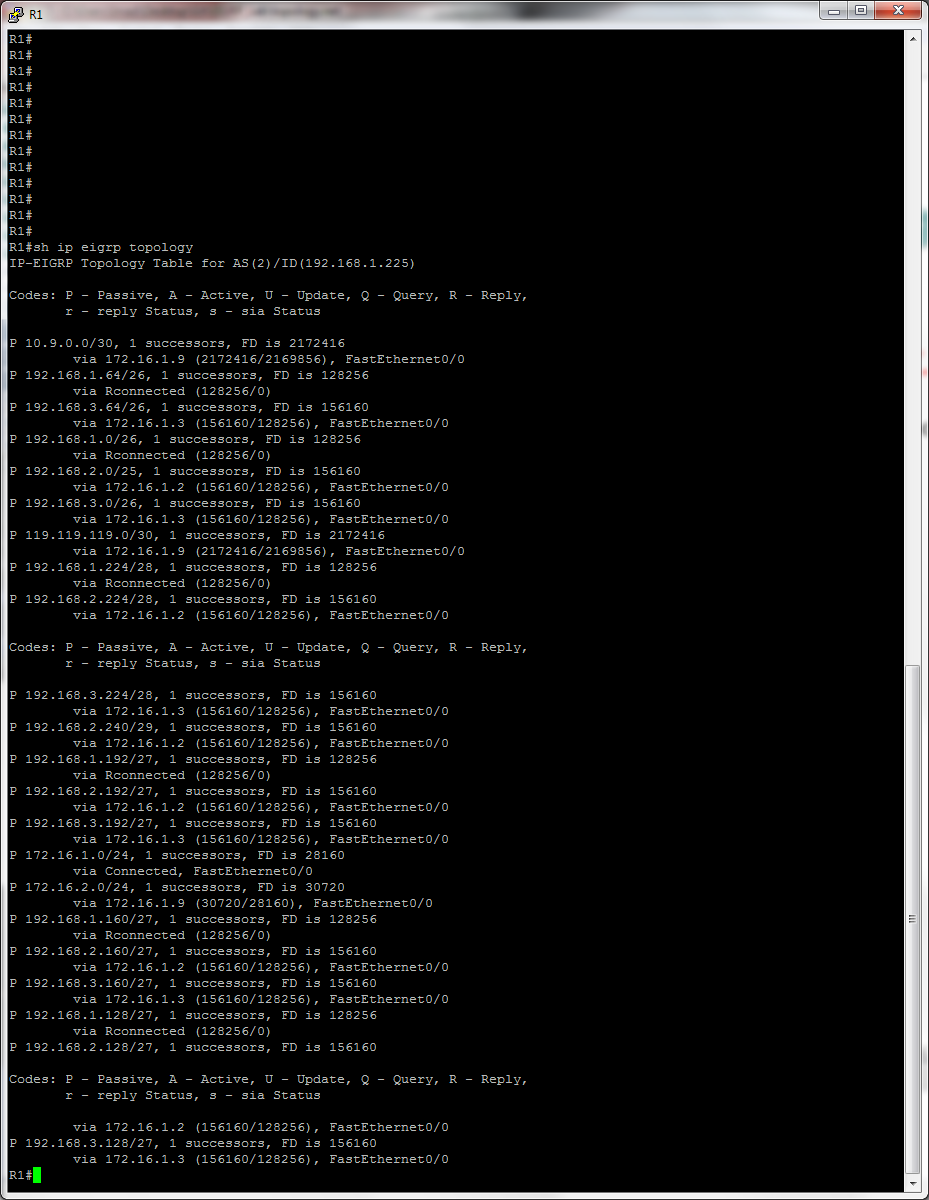 R1
R1#
R1#
R1#
R1#
R1#
R1#
R1#
R1#
R1#
R1#
R1#
R1#
R1#
R1#sh ip eigrp topology
IP-EIGRP Topology Table for AS(2)/ID(192.168.1.225)
Codes: P - Passive, A - Active, U - Update, Q - Query, R - Reply,
r - reply Status, s - sia Status
P 10.9.0.0/30, 1 successors, FD is 2172416
via 172.16.1.9 (2172416/2169856), FastEthernet0/0
P 192.168.1.64/26, 1 successors, FD is 128256
via Rconnected (128256/0)
P 192.168.3.64/26, 1 successors, FD is 156160
via 172.16.1.3 (156160/128256), FastEthernet0/0
P 192.168.1.0/26, 1 successors, FD is 128256
via Rconnected (128256/0)
P 192.168.2.0/25, 1 successors, FD is 156160
via 172.16.1.2 (156160/128256), FastEthernet0/0
P 192.168.3.0/26, 1 successors, FD is 156160
via 172.16.1.3 (156160/128256), FastEthernet0/0
P 119.119.119.0/30, 1 successors, FD is 2172416
via 172.16.1.9 (2172416/2169856), FastEthernet0/0
P 192.168.1.224/28, 1 successors, FD is 128256
via Rconnected (128256/0)
P 192.168.2.224/28, 1 successors, FD is 156160
via 172.16.1.2 (156160/128256), FastEthernet0/0
Codes: P - Passive, A - Active, U - Update, Q - Query, R - Reply,
r - reply Status, s - sia Status
P 192.168.3.224/28, 1 successors, FD is 156160
via 172.16.1.3 (156160/128256), FastEthernet0/0
P 192.168.2.240/29, 1 successors, FD is 156160
via 172.16.1.2 (156160/128256), FastEthernet0/0
P 192.168.1.192/27, 1 successors, FD is 128256
via Rconnected (128256/0)
P 192.168.2.192/27, 1 successors, FD is 156160
via 172.16.1.2 (156160/128256), FastEthernet0/0
P 192.168.3.192/27, 1 successors, FD is 156160
via 172.16.1.3 (156160/128256), FastEthernet0/0
P 172.16.1.0/24, 1 successors, FD is 28160
via Connected, FastEthernet0/0
P 172.16.2.0/24, 1 successors, FD is 30720
via 172.16.1.9 (30720/28160), FastEthernet0/0
P 192.168.1.160/27, 1 successors, FD is 128256
via Rconnected (128256/0)
P 192.168.2.160/27, 1 successors, FD is 156160
via 172.16.1.2 (156160/128256), FastEthernet0/0
P 192.168.3.160/27, 1 successors, FD is 156160
via 172.16.1.3 (156160/128256), FastEthernet0/0
P 192.168.1.128/27, 1 successors, FD is 128256
via Rconnected (128256/0)
P 192.168.2.128/27, 1 successors, FD is 156160
Codes: P - Passive, A - Active, U - Update, Q - Query, R - Reply,
r - reply Status, s - sia Status
via 172.16.1.2 (156160/128256), FastEthernet0/0
P 192.168.3.128/27, 1 successors, FD is 156160
via 172.16.1.3 (156160/128256), FastEthernet0/0
R1#